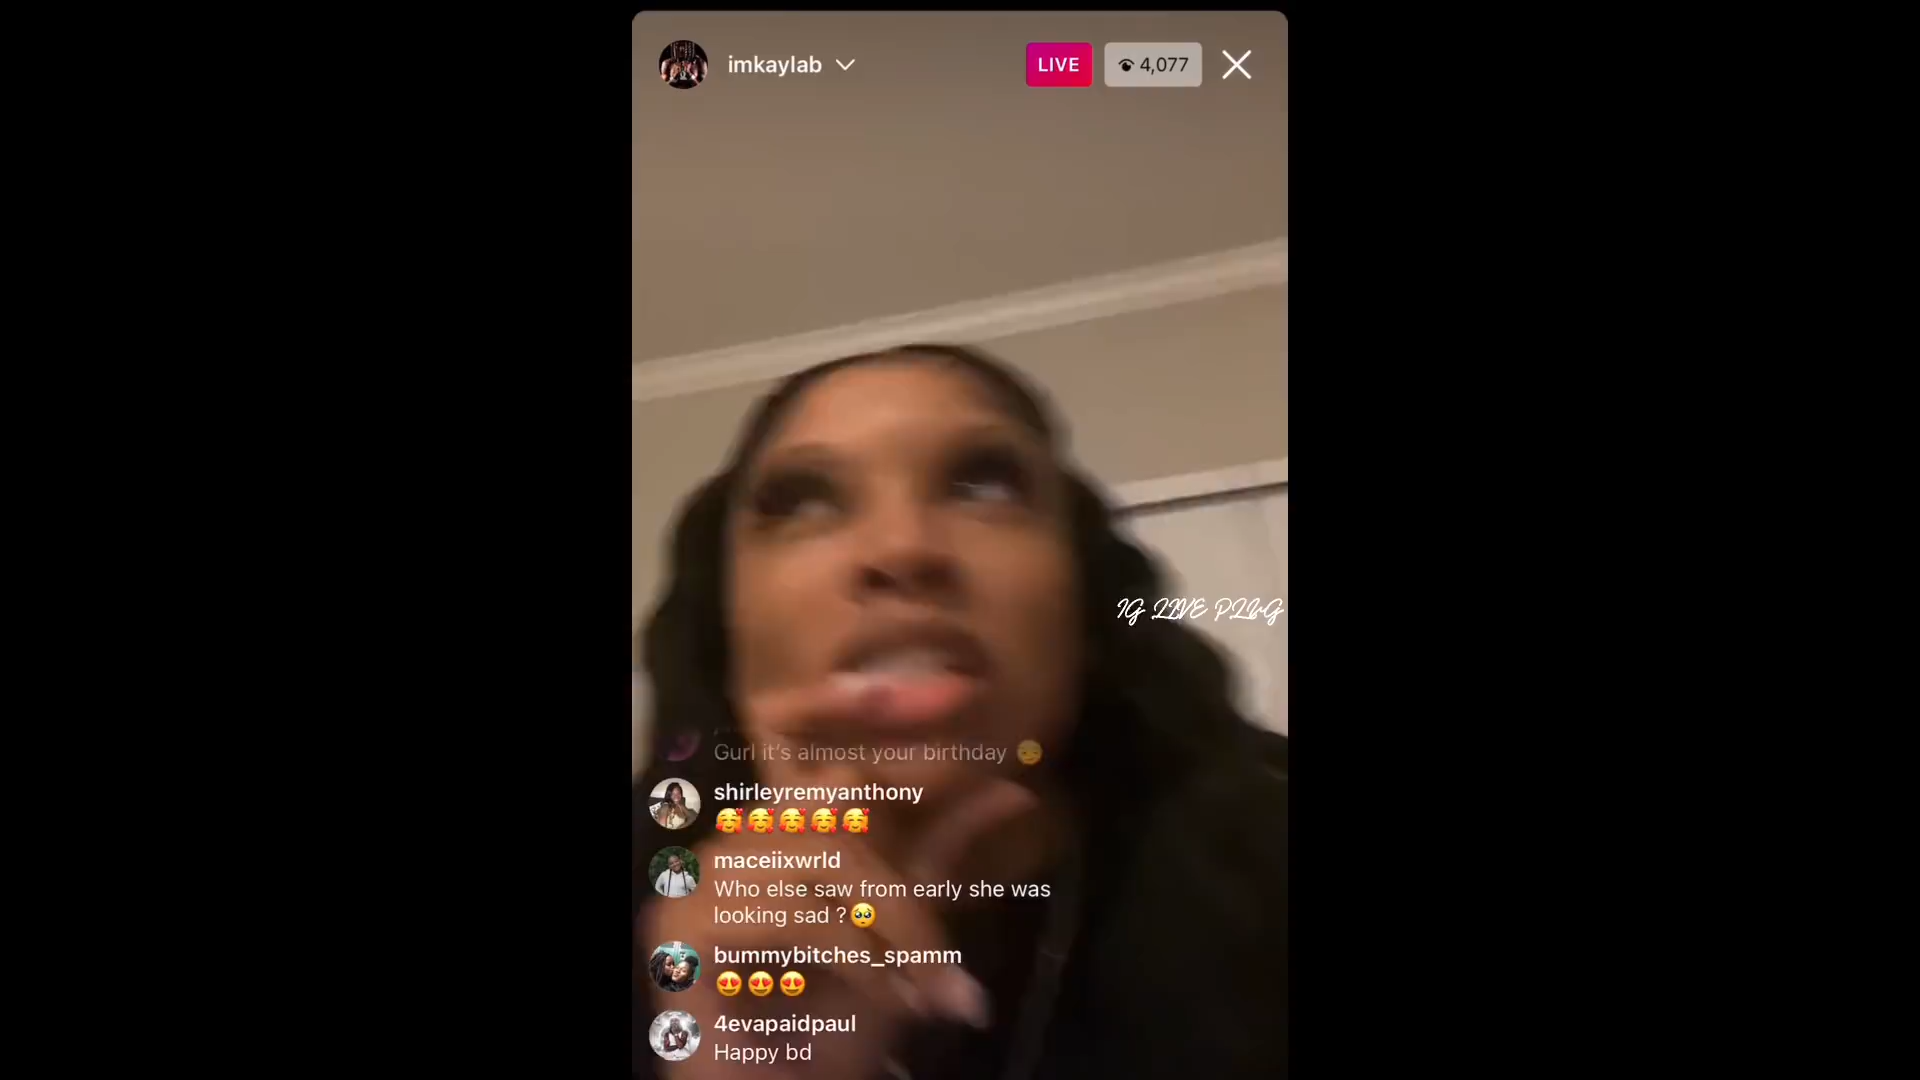 imkaylab
LIVE
4,077
IG LIVE PLUG
Gurl it’s almost your birthday 😔
shirleyremyanthony
🥰🥰🥰🥰🥰
maceiixwrld
Who else saw from early she was
looking sad ?🥺
bummybitches_spamm
😍😍😍
4evapaidpaul
Happy bd